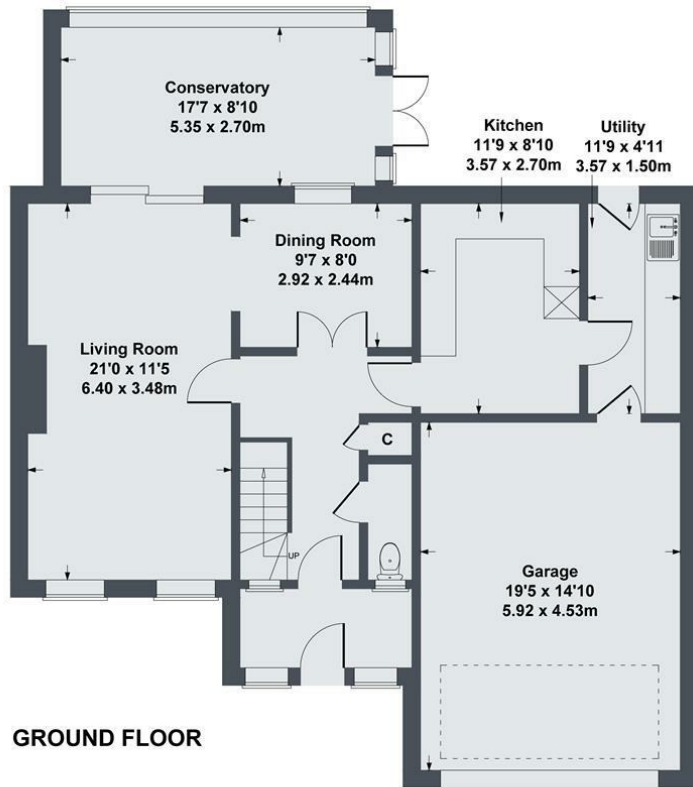 Conservatory
17'7 x 8'10
5.35 x 2.70m
Kitchen
11'9 x 8'10
3.57 x 2.70m
Utility
11'9 x 4'11
3.57 x 1.50m
Dining Room
9'7 x 8'0
2.92 x 2.44m
Living Room
21'0 x 11'5
6.40 x 3.48m
C
UP
Garage
19'5 x 14'10
5.92 x 4.53m
GROUND FLOOR